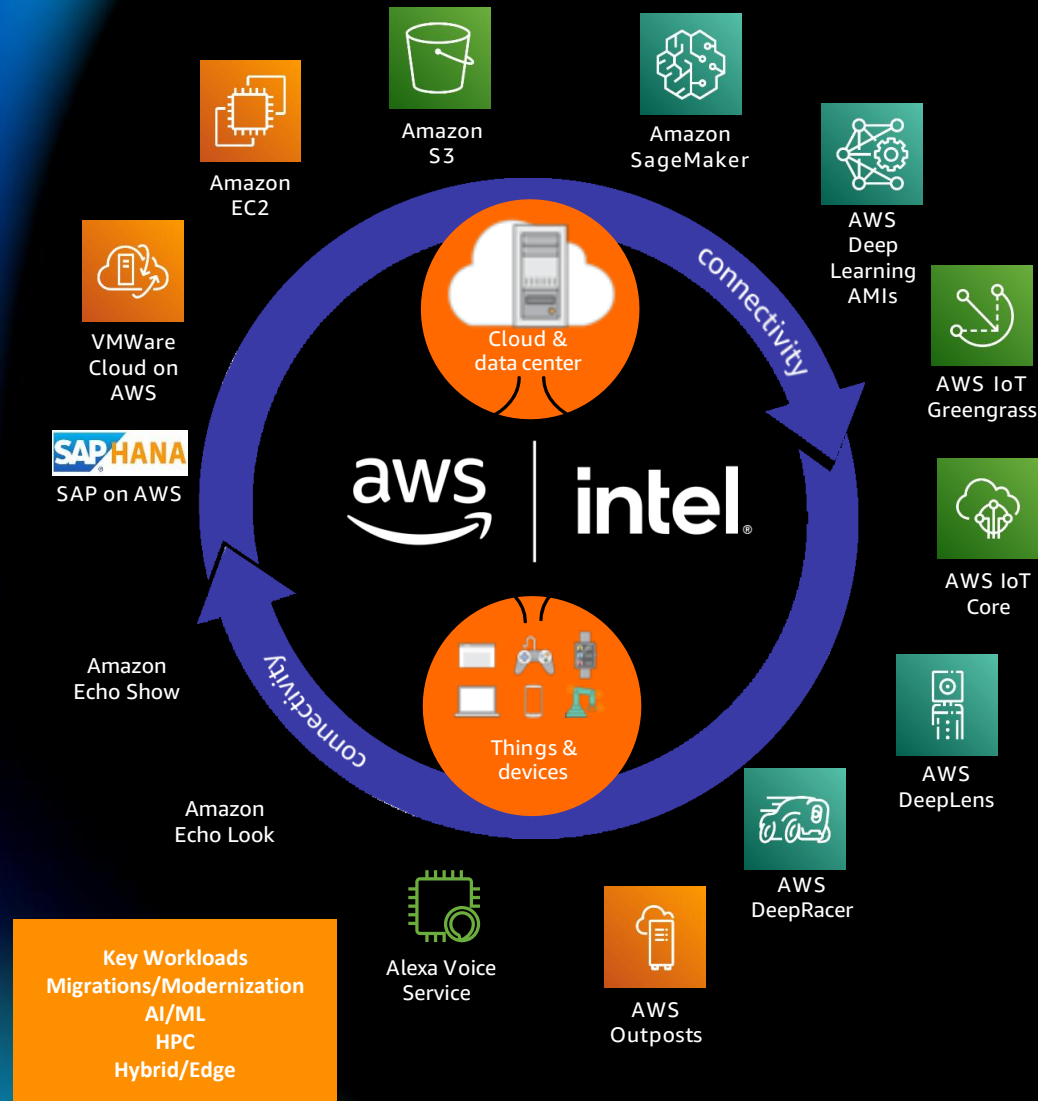 Amazon
S3
Amazon
SageMaker
Amazon
EC2
AWS
Deep
Learning
AMIs
VMWare
Cloud on
AWS
connectivity
Cloud &
data center
AWS IoT
Greengrass
SAP HANA
SAP on AWS
aws
intel®
AWS IoT
Core
Amazon
Echo Show
connectivity
Things &
devices
AWS
DeepLens
Amazon
Echo Look
AWS
DeepRacer
Alexa Voice
Service
AWS
Outposts
Key Workloads
Migrations/Modernization
AI/ML
HPC
Hybrid/Edge